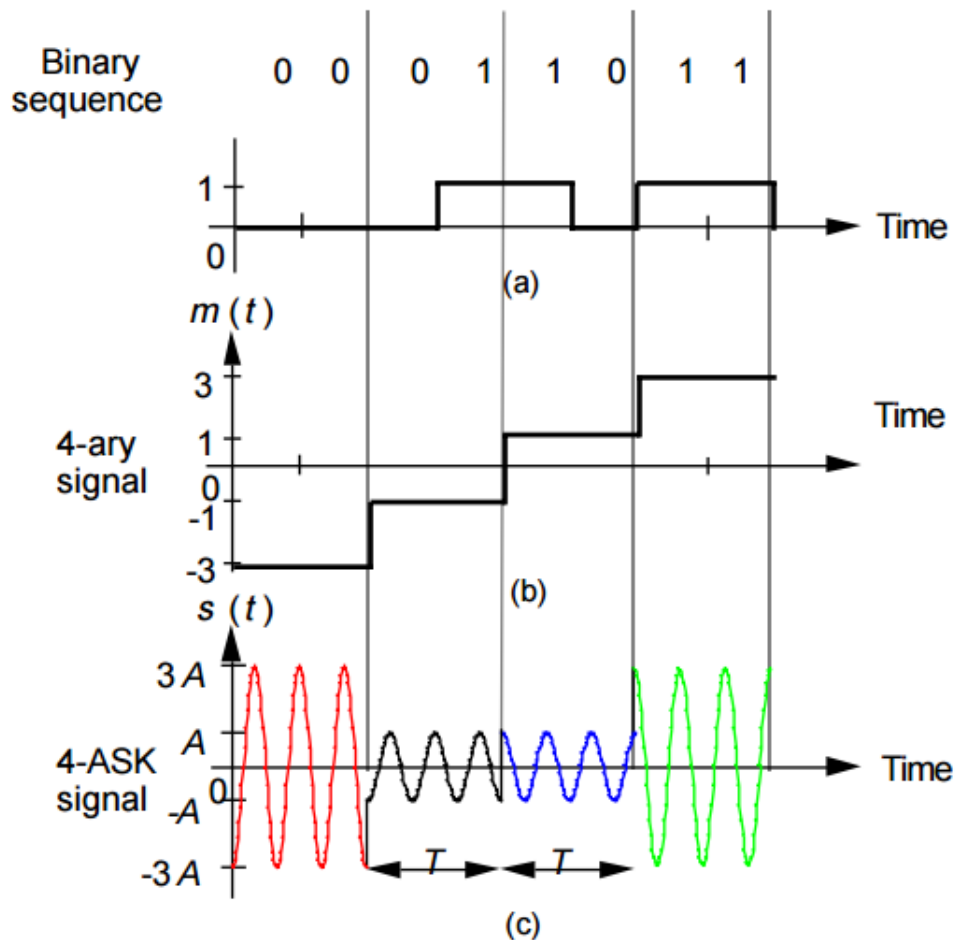 Binary sequence
0 0 0 1 1 0 1 1
1
0
Time
(a)
m (t)
3
1
0
-1
-3
4-ary signal
Time
(b)
s (t)
3 A
A
0
-A
-3 A
4-ASK signal
Time
T T
(c)